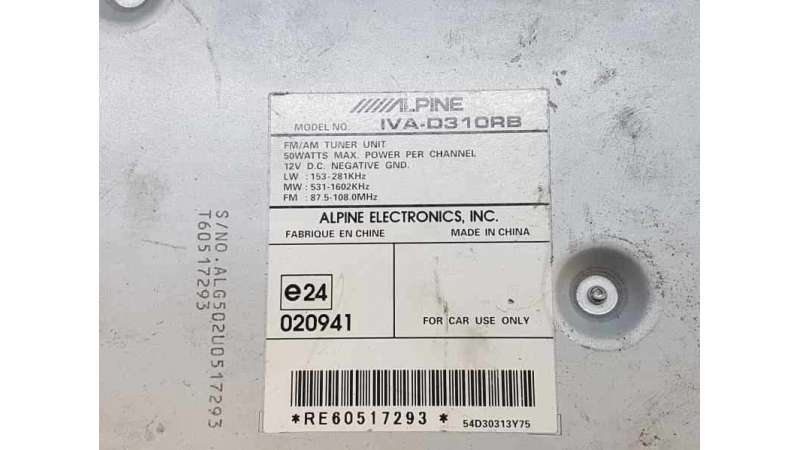 ALPINE
MODEL NO. IVA-D310RB
FM/AM TUNER UNIT
50WATTS MAX. POWER PER CHANNEL
12V D.C. NEGATIVE GND.
LW : 153-281KHz
MW : 531-1602KHz
FM : 87.5-108.0MHz
ALPINE ELECTRONICS, INC.
FABRIQUE EN CHINE MADE IN CHINA
e24
020941
FOR CAR USE ONLY
*RE60517293 *
54D30313Y75
S/NO.ALG502U0517293
T60517293